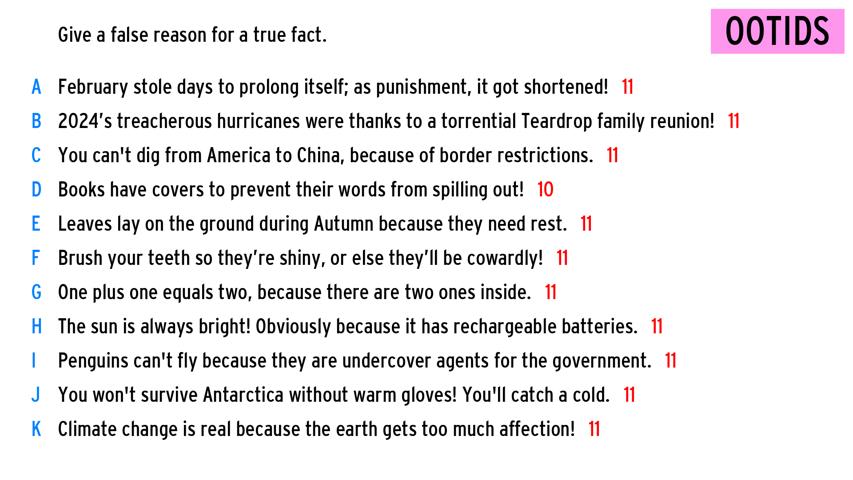 Give a false reason for a true fact.
OOTIDS
A February stole days to prolong itself; as punishment, it got shortened! 11
B 2024's treacherous hurricanes were thanks to a torrential Teardrop family reunion! 11
C You can't dig from America to China, because of border restrictions. 11
D Books have covers to prevent their words from spilling out! 10
E Leaves lay on the ground during Autumn because they need rest. 11
F Brush your teeth so they're shiny, or else they'll be cowardly! 11
G One plus one equals two, because there are two ones inside. 11
H The sun is always bright! Obviously because it has rechargeable batteries. 11
I Penguins can't fly because they are undercover agents for the government. 11
J You won't survive Antarctica without warm gloves! You'll catch a cold. 11
K Climate change is real because the earth gets too much affection! 11